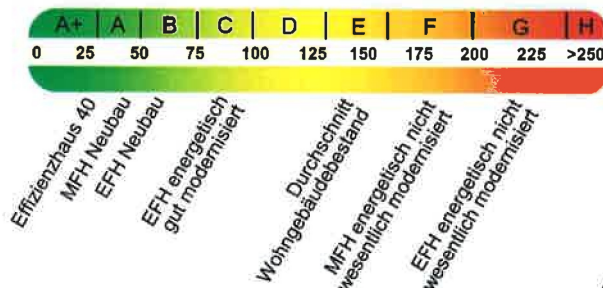 A+ A B C D E F G H
0 25 50 75 100 125 150 175 200 225 >250
Effizienzhaus 40
MFH Neubau
EFH Neubau
EFH energetisch
gut modernisiert
Durchschnitt
Wohngebäudebestand
MFH energetisch nicht
wesentlich modernisiert
EFH energetisch nicht
wesentlich modernisiert